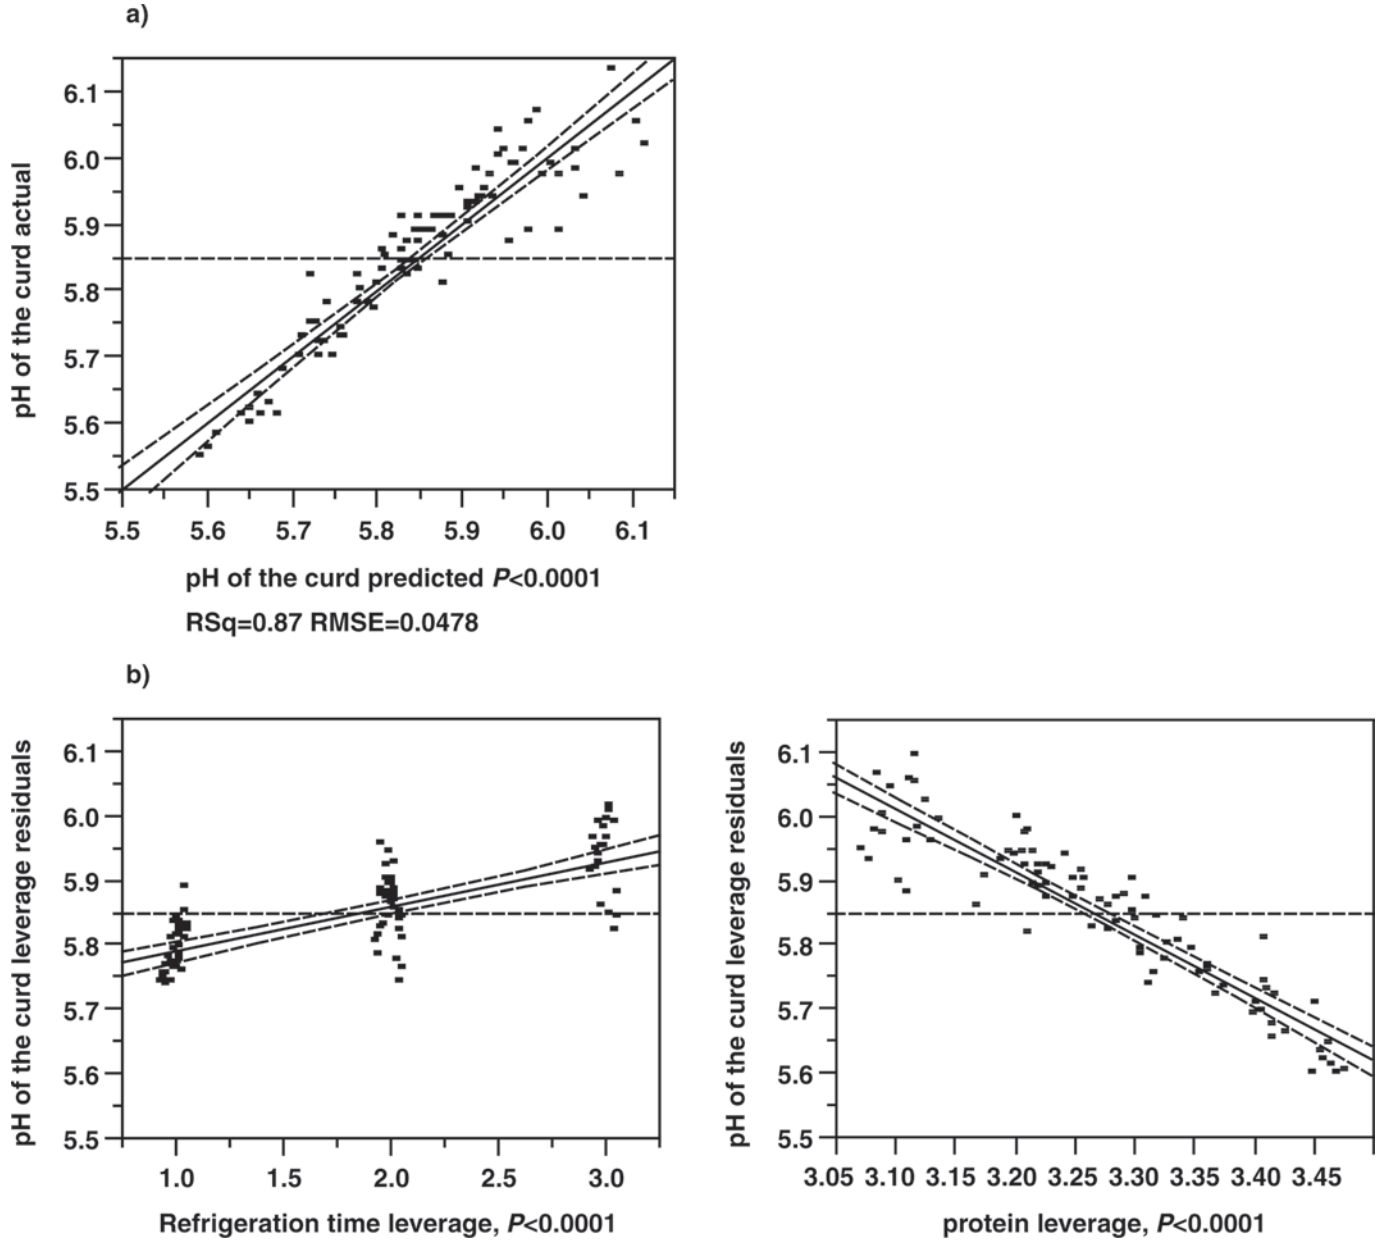 a)
pH of the curd actual
6.1
6.0
5.9
5.8
5.7
5.6
5.5
5.5 5.6 5.7 5.8 5.9 6.0 6.1
pH of the curd predicted P<0.0001
RSq=0.87 RMSE=0.0478
b)
pH of the curd leverage residuals
6.1
6.0
5.9
5.8
5.7
5.6
5.5
1.0 1.5 2.0 2.5 3.0
Refrigeration time leverage, P<0.0001
pH of the curd leverage residuals
6.1
6.0
5.9
5.8
5.7
5.6
5.5
3.05 3.10 3.15 3.20 3.25 3.30 3.35 3.40 3.45
protein leverage, P<0.0001